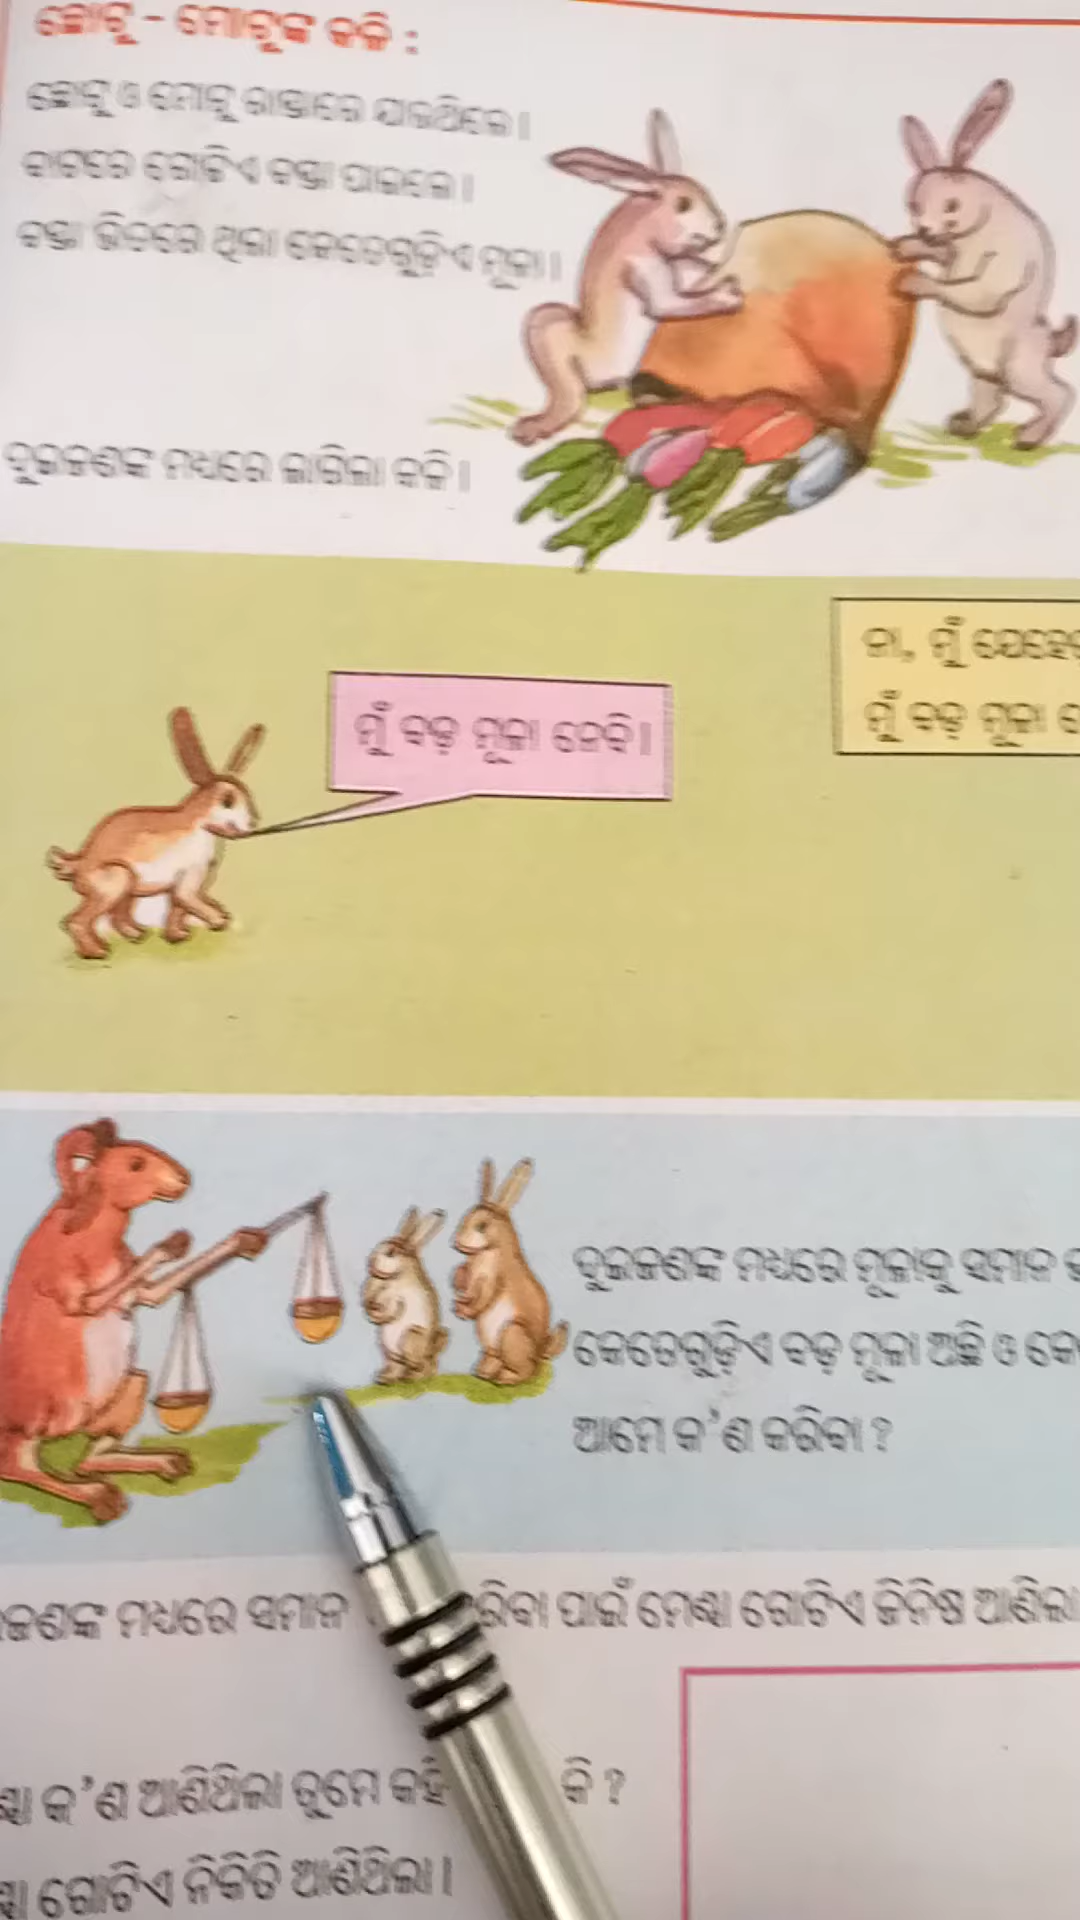 ଛୋଟୁ - ମୋଟୁଙ୍କ କଳି :
ଛୋଟୁ ଓ ମୋଟୁ ରାସ୍ତାରେ ଯାଉଥିଲେ।
ବାଟରେ ଗୋଟିଏ ବସ୍ତା ପାଇଲେ।
ବସ୍ତା ଭିତରେ ଥିଲା କେତେଗୁଡ଼ିଏ ମୂଳା।
ଦୁଇଜଣଙ୍କ ମଧ୍ୟରେ ଲାଗିଲା କଳି।
ନା, ମୁଁ
ମୁଁ ବଡ଼ ମୂଳା
ମୁଁ ବଡ଼ ମୂଳା ନେବି।
ଦୁଇଜଣଙ୍କ ମଧ୍ୟରେ ମୂଳାକୁ ସମାନ
କେତେଗୁଡ଼ିଏ ବଡ଼ ମୂଳା ଅଛି ଓ
ଆମେ କ'ଣ କରିବା ?
ଜଣଙ୍କ ମଧ୍ୟରେ ସମାନ ରିବା ପାଇଁ ମେଣ୍ଢା ଗୋଟିଏ ଜିନିଷ ଆଣିଲା
କ'ଣ ଆଣିଥିଲା ତୁମେ କହି କି ?
ଗୋଟିଏ ନିକିତି ଆଣିଥିଲା।